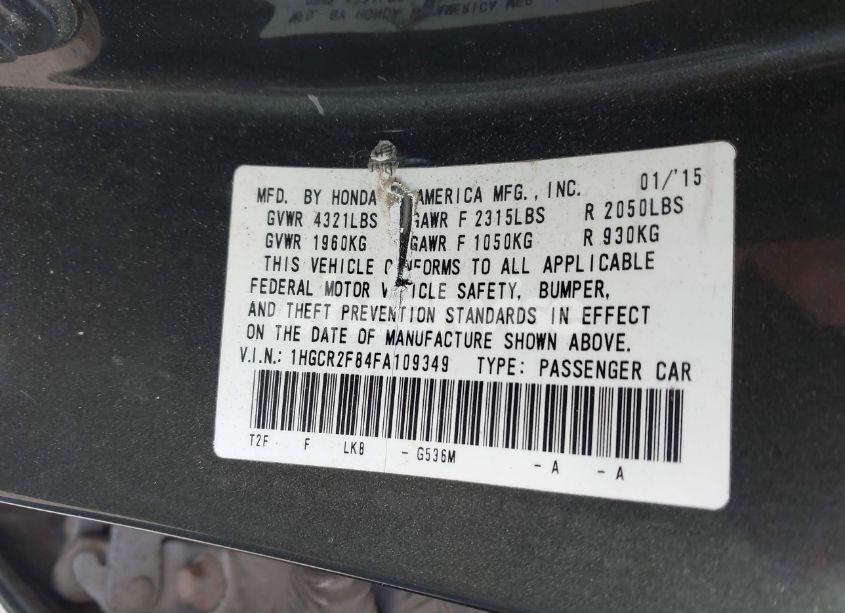 MFD. BY HONDA AMERICA MFG., INC. 01/'15
GVWR 4321LBS GAWR F 2315LBS R 2050LBS
GVWR 1960KG GAWR F 1050KG R 930KG
THIS VEHICLE CONFORMS TO ALL APPLICABLE
FEDERAL MOTOR VEHICLE SAFETY, BUMPER,
AND THEFT PREVENTION STANDARDS IN EFFECT
ON THE DATE OF MANUFACTURE SHOWN ABOVE.
V.I.N.: 1HGCR2F84FA109349 TYPE: PASSENGER CAR
T2F F LKB - G536M - A - A